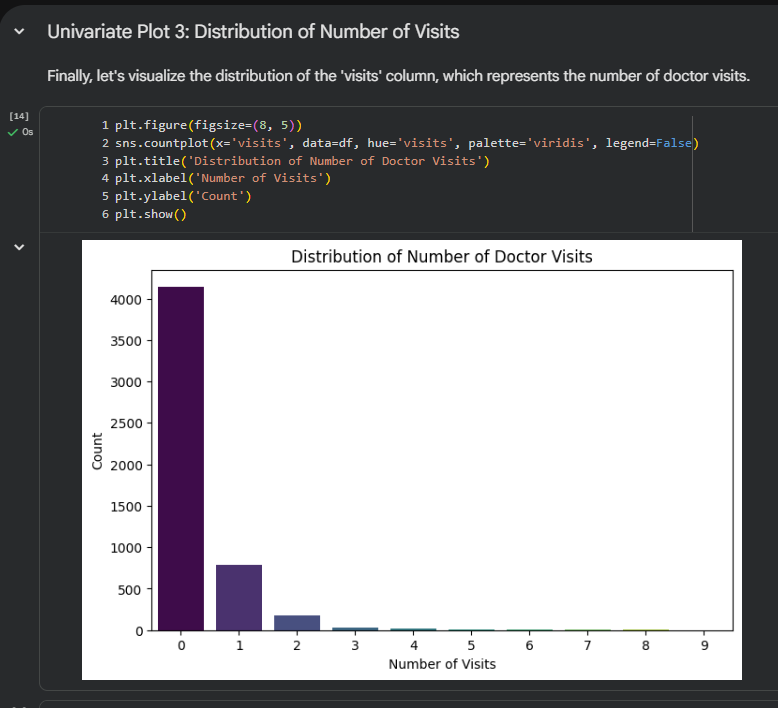 Univariate Plot 3: Distribution of Number of Visits
Finally, let's visualize the distribution of the 'visits' column, which represents the number of doctor visits.
[14]
0s
1 plt.figure(figsize=(8, 5))
2 sns.countplot(x='visits', data=df, hue='visits', palette='viridis', legend=False)
3 plt.title('Distribution of Number of Doctor Visits')
4 plt.xlabel('Number of Visits')
5 plt.ylabel('Count')
6 plt.show()
Distribution of Number of Doctor Visits
4000
3500
3000
2500
2000
1500
1000
500
0
Count
0 1 2 3 4 5 6 7 8 9
Number of Visits